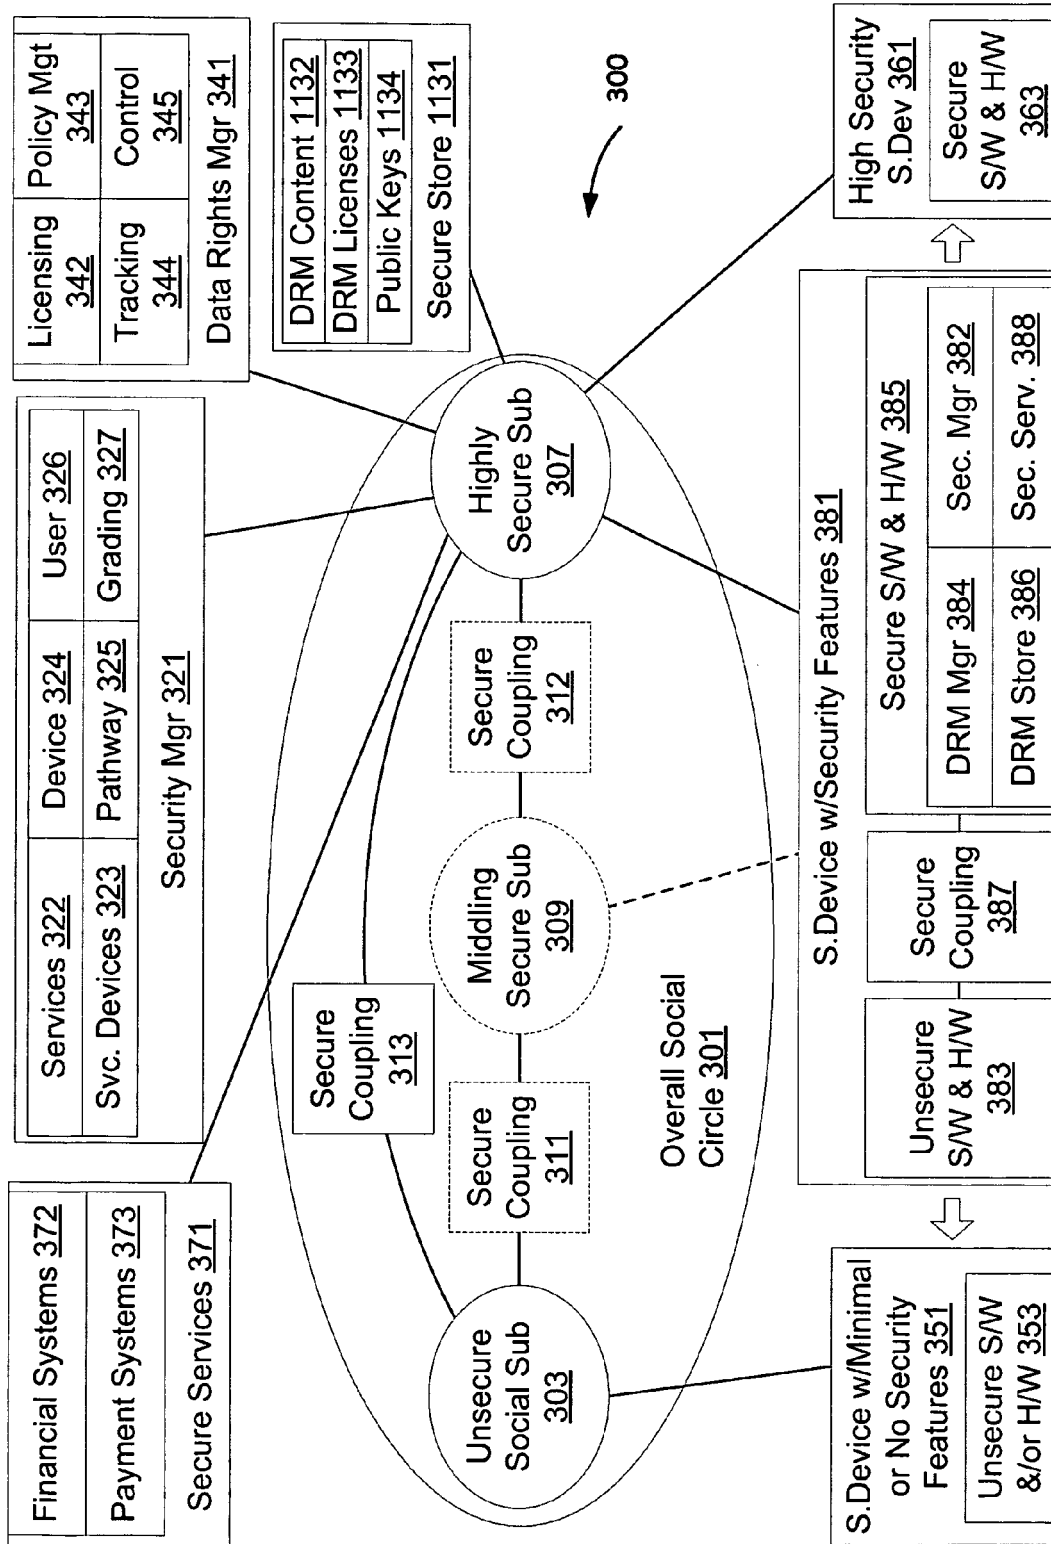 Financial Systems 372
Payment Systems 373
Secure Services 371
Services 322
Device 324
User 326
Svc. Devices 323
Pathway 325
Grading 327
Security Mgr 321
Licensing
342
Policy Mgt
343
Tracking
344
Control
345
Data Rights Mgr 341
DRM Content 1132
DRM Licenses 1133
Public Keys 1134
Secure Store 1131
300
Secure
Coupling
313
Unsecure
Social Sub
303
Secure
Coupling
311
Middling
Secure Sub
309
Secure
Coupling
312
Highly
Secure Sub
307
Overall Social
Circle 301
S.Device w/Minimal
or No Security
Features 351
Unsecure S/W
&/or H/W 353
S.Device w/Security Features 381
Unsecure
S/W & H/W
383
Secure
Coupling
387
Secure S/W & H/W 385
DRM Mgr 384
Sec. Mgr 382
DRM Store 386
Sec. Serv. 388
High Security
S.Dev 361
Secure
S/W & H/W
363